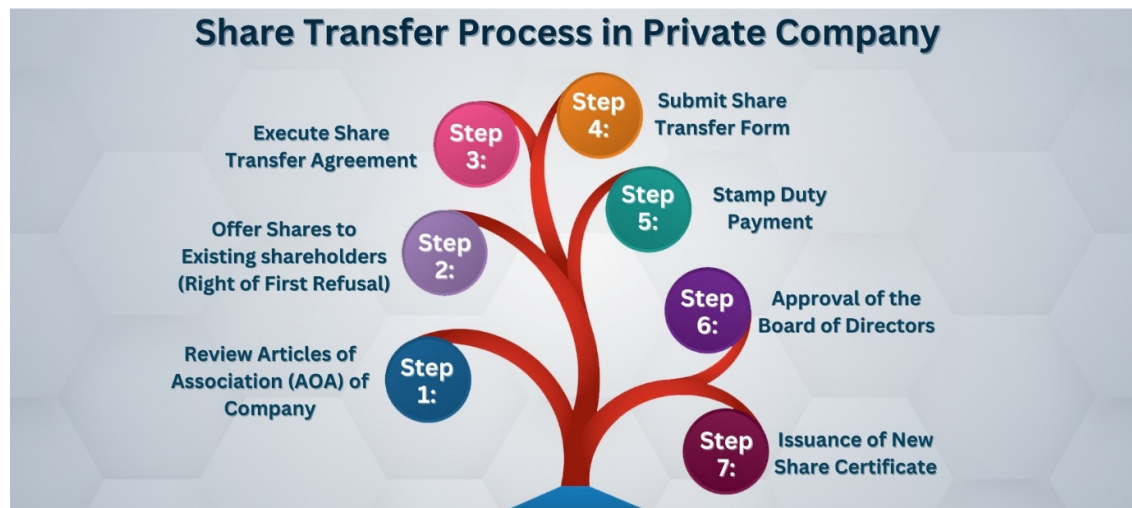 Share Transfer Process in Private Company
Step
1:
Review Articles of
Association (AOA) of
Company
Step
2:
Offer Shares to
Existing shareholders
(Right of First Refusal)
Step
3:
Execute Share
Transfer Agreement
Step
4:
Submit Share
Transfer Form
Step
5:
Stamp Duty
Payment
Step
6:
Approval of the
Board of Directors
Step
7:
Issuance of New
Share Certificate